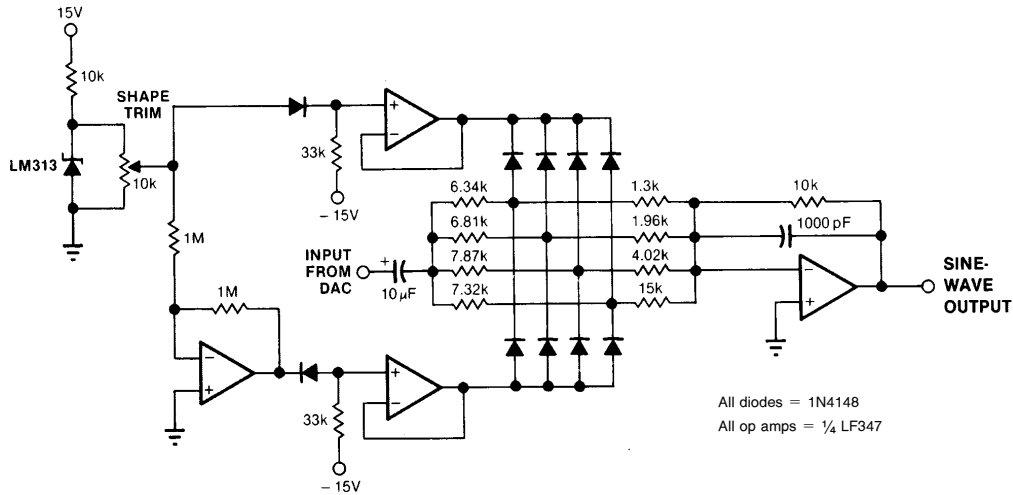 15V
10k
SHAPE
TRIM
LM313
10k
+
−
33k
− 15V
1M
6.34k
1.3k
10k
6.81k
1.96k
1000 pF
INPUT
FROM
DAC
+
10 µF
7.87k
4.02k
7.32k
15k
−
+
SINE-
WAVE
OUTPUT
1M
−
+
+
−
33k
− 15V
All diodes = 1N4148
All op amps = ¼ LF347